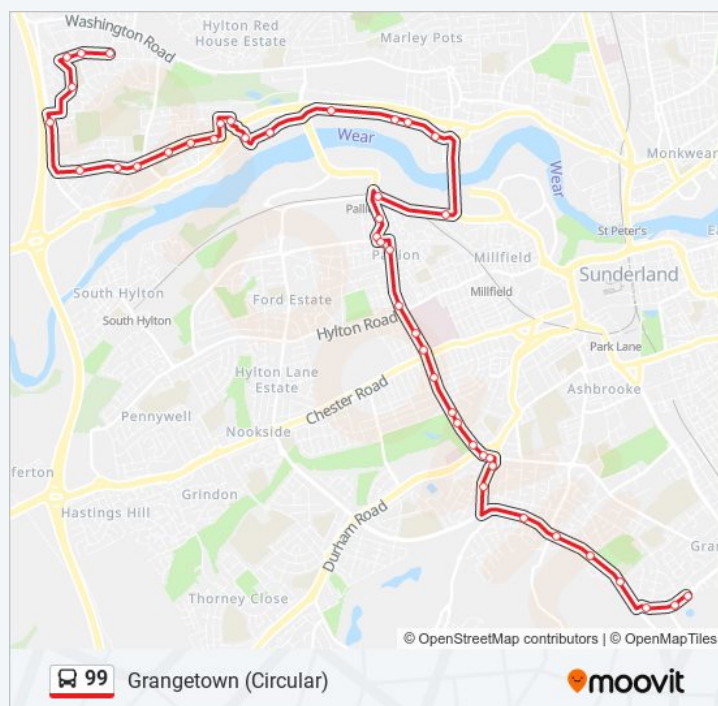 Washington Road
Hylton Red
House Estate
Marley Pots
Wear
Monkwear
Wear
Pallion
St Peter's
Pallion
Millfield
Sunderland
South Hylton
Ford Estate
Millfield
South Hylton
Hylton Road
Park Lane
Hylton Lane
Estate
Ashbrooke
Chester Road
Pennywell
Nookside
fferton
Grindon
Hastings Hill
Durham Road
Gran
Thorney Close
© OpenStreetMap contributors | © OpenMapTiles
99
Grangetown (Circular)
moovit